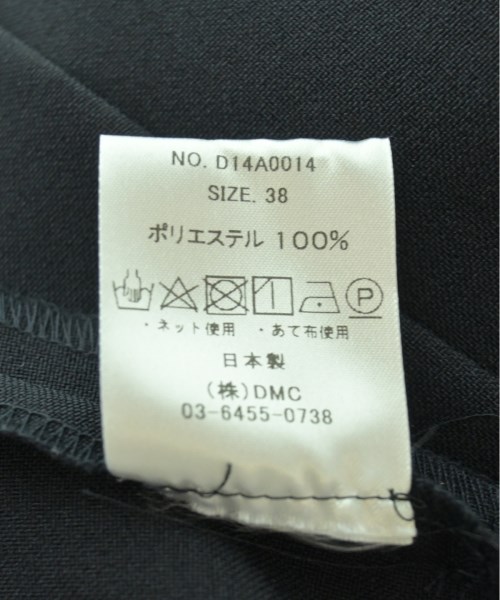 NO. D14A0014
SIZE. 38
ポリエステル 100%
P
・ネット使用 ・あて布使用
日本製
(株)DMC
03-6455-0738